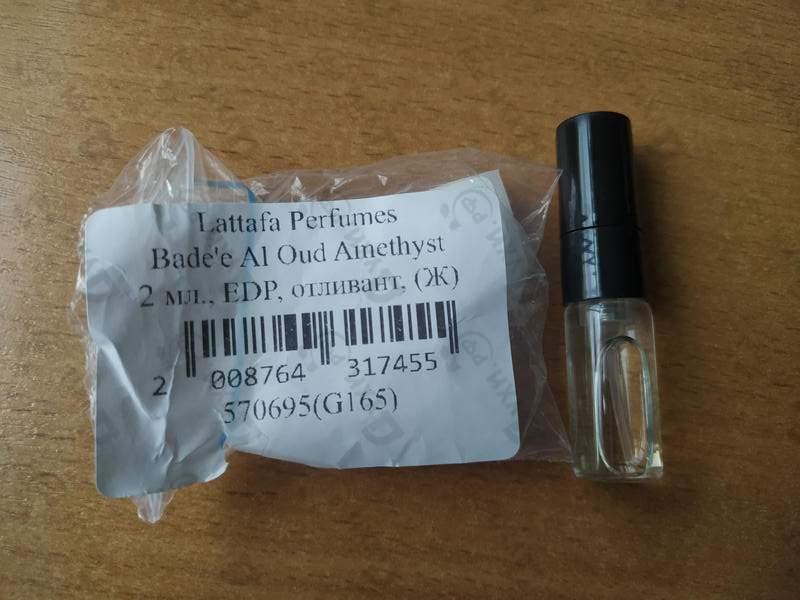 Lattafa Perfumes
Bade'e Al Oud Amethyst
2 мл., EDP, отливант, (Ж)
2 008764 317455
570695(G165)